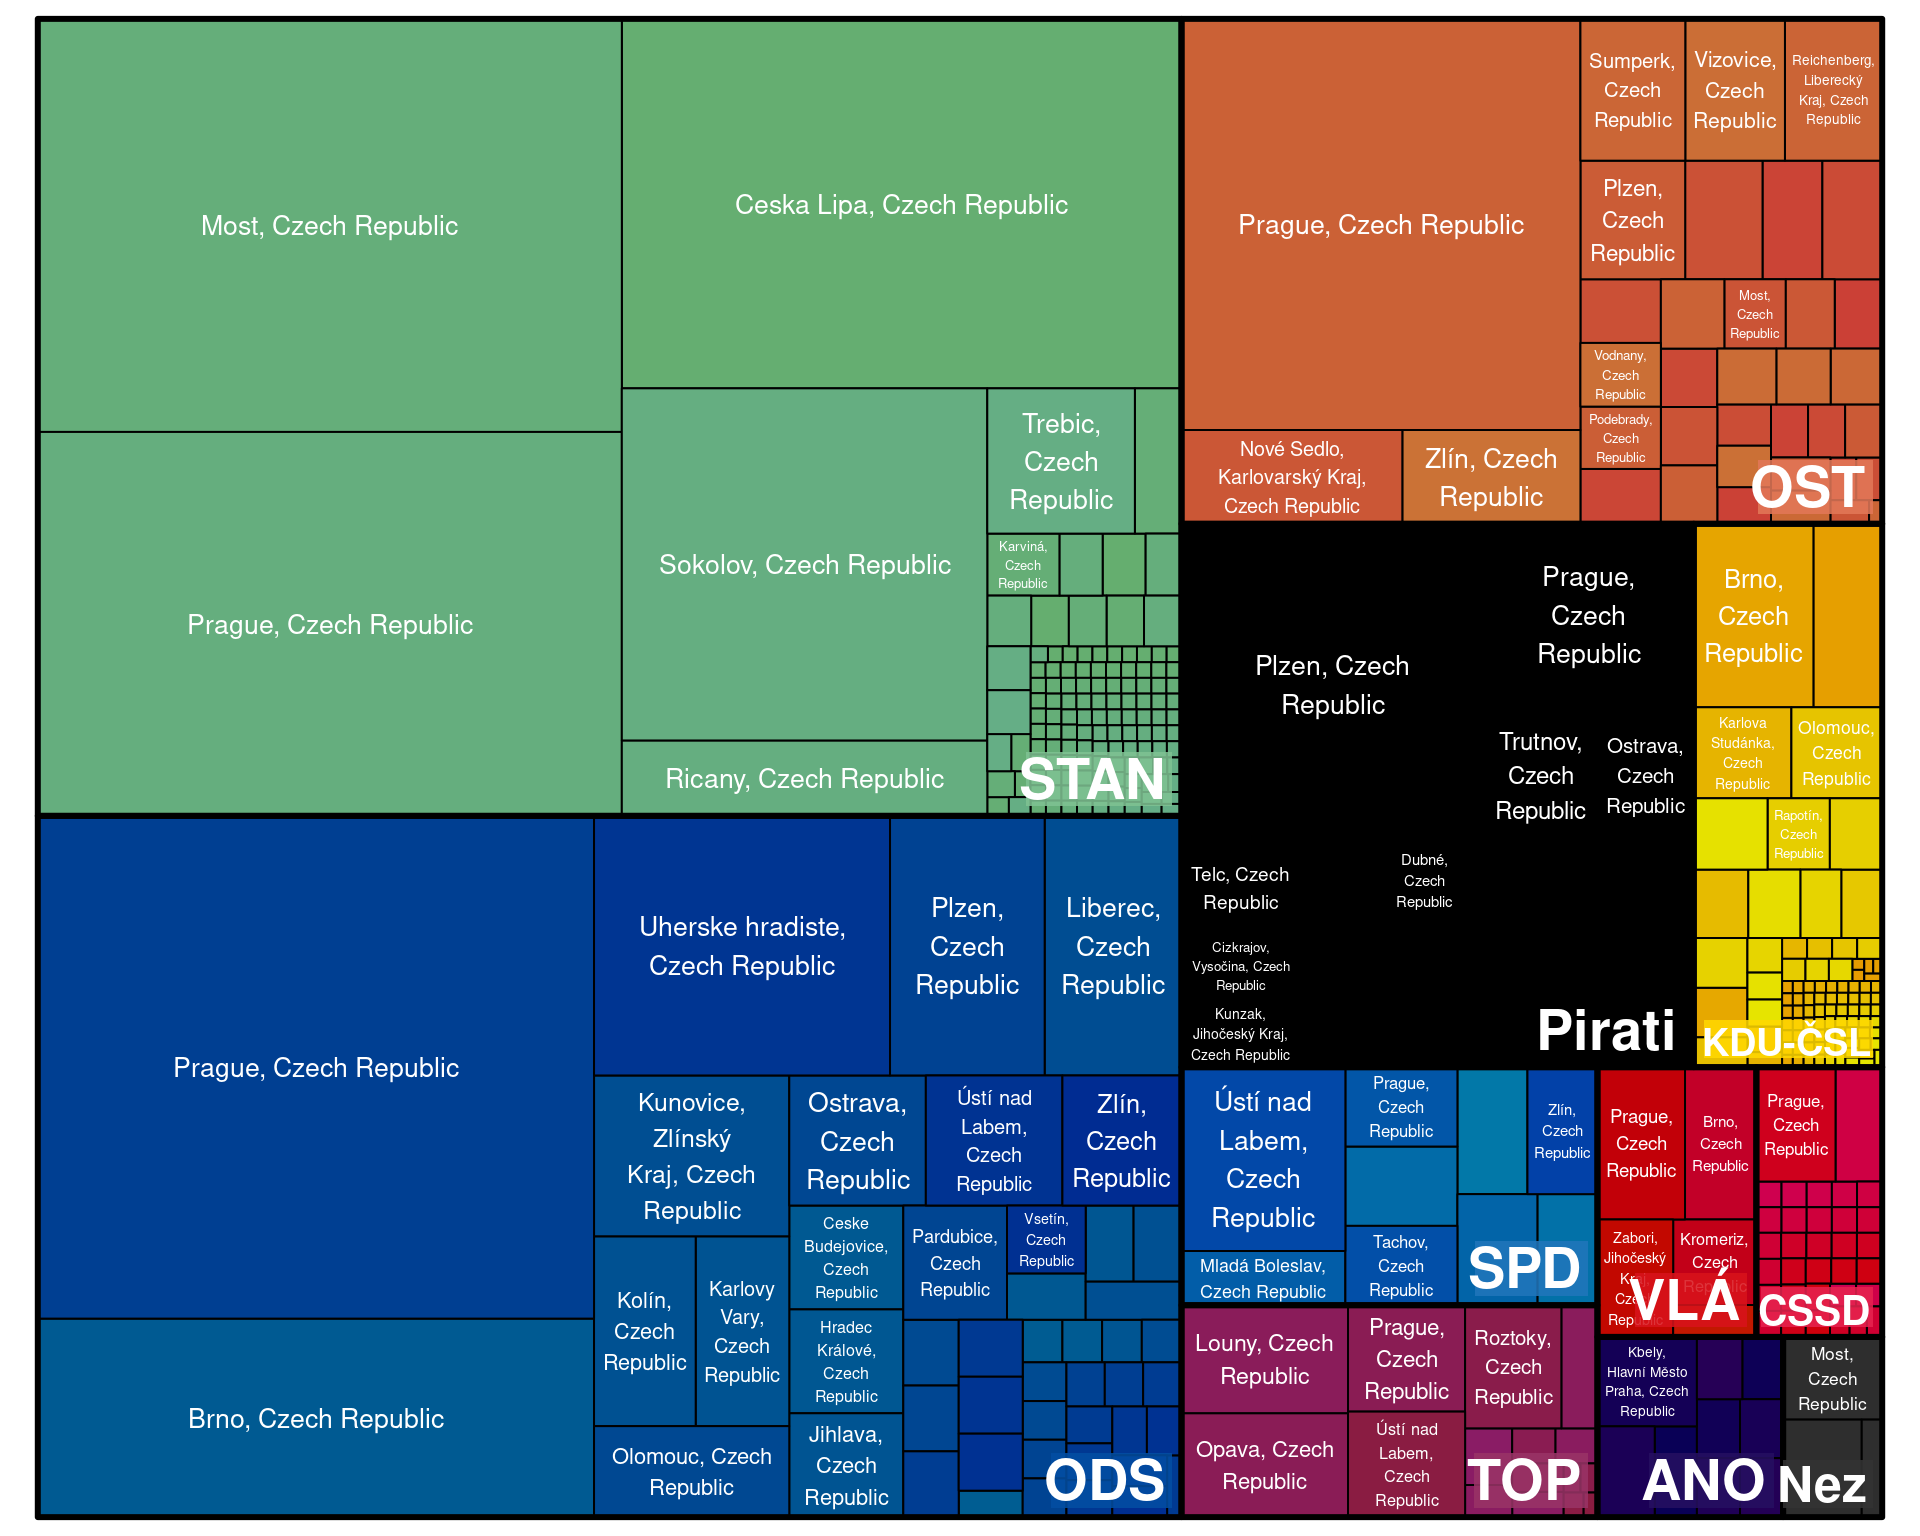 Most, Czech Republic
Prague, Czech Republic
Ceska Lipa, Czech Republic
Sokolov, Czech Republic
Ricany, Czech Republic
Trebic,
Czech
Republic
Karviná,
Czech
Republic
STAN
Prague, Czech Republic
Brno, Czech Republic
Uherske hradiste,
Czech Republic
Plzen,
Czech
Republic
Liberec,
Czech
Republic
Kunovice,
Zlínský
Kraj, Czech
Republic
Ostrava,
Czech
Republic
Ústí nad
Labem,
Czech
Republic
Zlín,
Czech
Republic
Kolín,
Czech
Republic
Karlovy
Vary,
Czech
Republic
Olomouc, Czech
Republic
Ceske
Budejovice,
Czech
Republic
Hradec
Králové,
Czech
Republic
Jihlava,
Czech
Republic
Pardubice,
Czech
Republic
Vsetín,
Czech
Republic
ODS
Prague, Czech Republic
Nové Sedlo,
Karlovarský Kraj,
Czech Republic
Zlín, Czech
Republic
Sumperk,
Czech
Republic
Vizovice,
Czech
Republic
Reichenberg,
Liberecký
Kraj, Czech
Republic
Plzen,
Czech
Republic
Most,
Czech
Republic
Vodnany,
Czech
Republic
Podebrady,
Czech
Republic
OST
Plzen, Czech
Republic
Prague,
Czech
Republic
Trutnov,
Czech
Republic
Ostrava,
Czech
Republic
Telc, Czech
Republic
Dubné,
Czech
Republic
Cizkrajov,
Vysočina, Czech
Republic
Kunzak,
Jihočeský Kraj,
Czech Republic
Pirati
Brno,
Czech
Republic
Karlova
Studánka,
Czech
Republic
Olomouc,
Czech
Republic
Rapotín,
Czech
Republic
KDU-ČSL
Ústí nad
Labem,
Czech
Republic
Mladá Boleslav,
Czech Republic
Prague,
Czech
Republic
Tachov,
Czech
Republic
Zlín,
Czech
Republic
SPD
Prague,
Czech
Republic
Brno,
Czech
Republic
Zabori,
Jihočeský
Kraj,
Czech
Republic
Kromeriz,
Czech
Republic
VLÁ
Prague,
Czech
Republic
CSSD
Louny, Czech
Republic
Opava, Czech
Republic
Prague,
Czech
Republic
Ústí nad
Labem,
Czech
Republic
Roztoky,
Czech
Republic
TOP
Kbely,
Hlavní Město
Praha, Czech
Republic
ANO
Most,
Czech
Republic
Nez